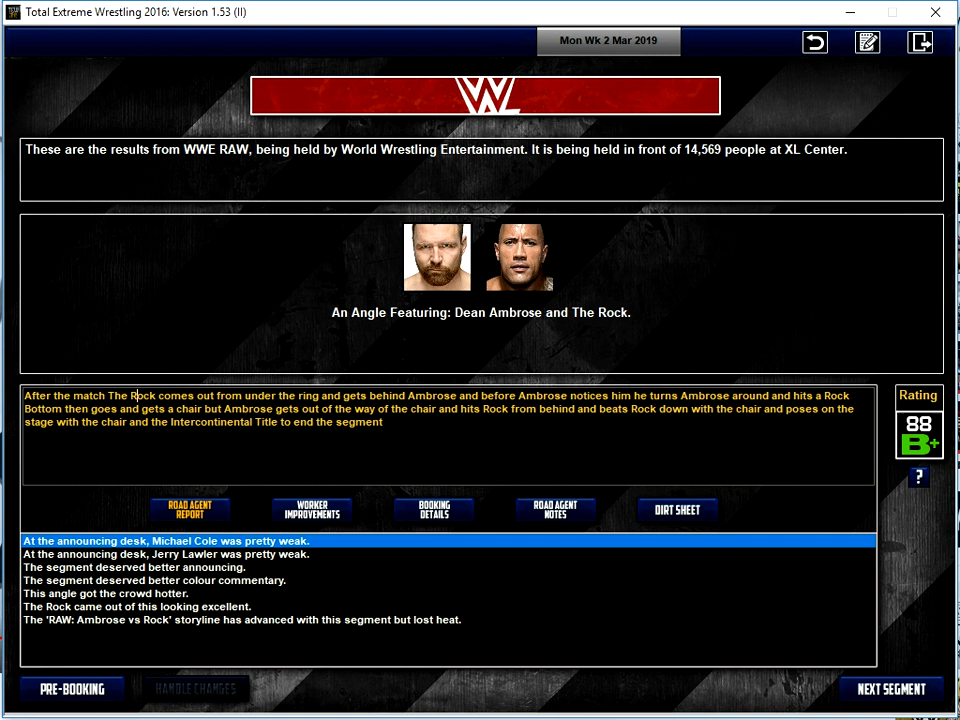 Total Extreme Wrestling 2016: Version 1.53 (II)
Mon Wk 2 Mar 2019
These are the results from WWE RAW, being held by World Wrestling Entertainment. It is being held in front of 14,569 people at XL Center.
An Angle Featuring: Dean Ambrose and The Rock.
After the match The Rock comes out from under the ring and gets behind Ambrose and before Ambrose notices him he turns Ambrose around and hits a Rock
Bottom then goes and gets a chair but Ambrose gets out of the way of the chair and hits Rock from behind and beats Rock down with the chair and poses on the
stage with the chair and the Intercontinental Title to end the segment
Rating
88
B+
?
ROAD AGENT
REPORT
WORKER
IMPROVEMENTS
BOOKING
DETAILS
ROAD AGENT
NOTES
DIRT SHEET
At the announcing desk, Michael Cole was pretty weak.
At the announcing desk, Jerry Lawler was pretty weak.
The segment deserved better announcing.
The segment deserved better colour commentary.
This angle got the crowd hotter.
The Rock came out of this looking excellent.
The 'RAW: Ambrose vs Rock' storyline has advanced with this segment but lost heat.
PRE-BOOKING
HANDLE CHANGES
NEXT SEGMENT